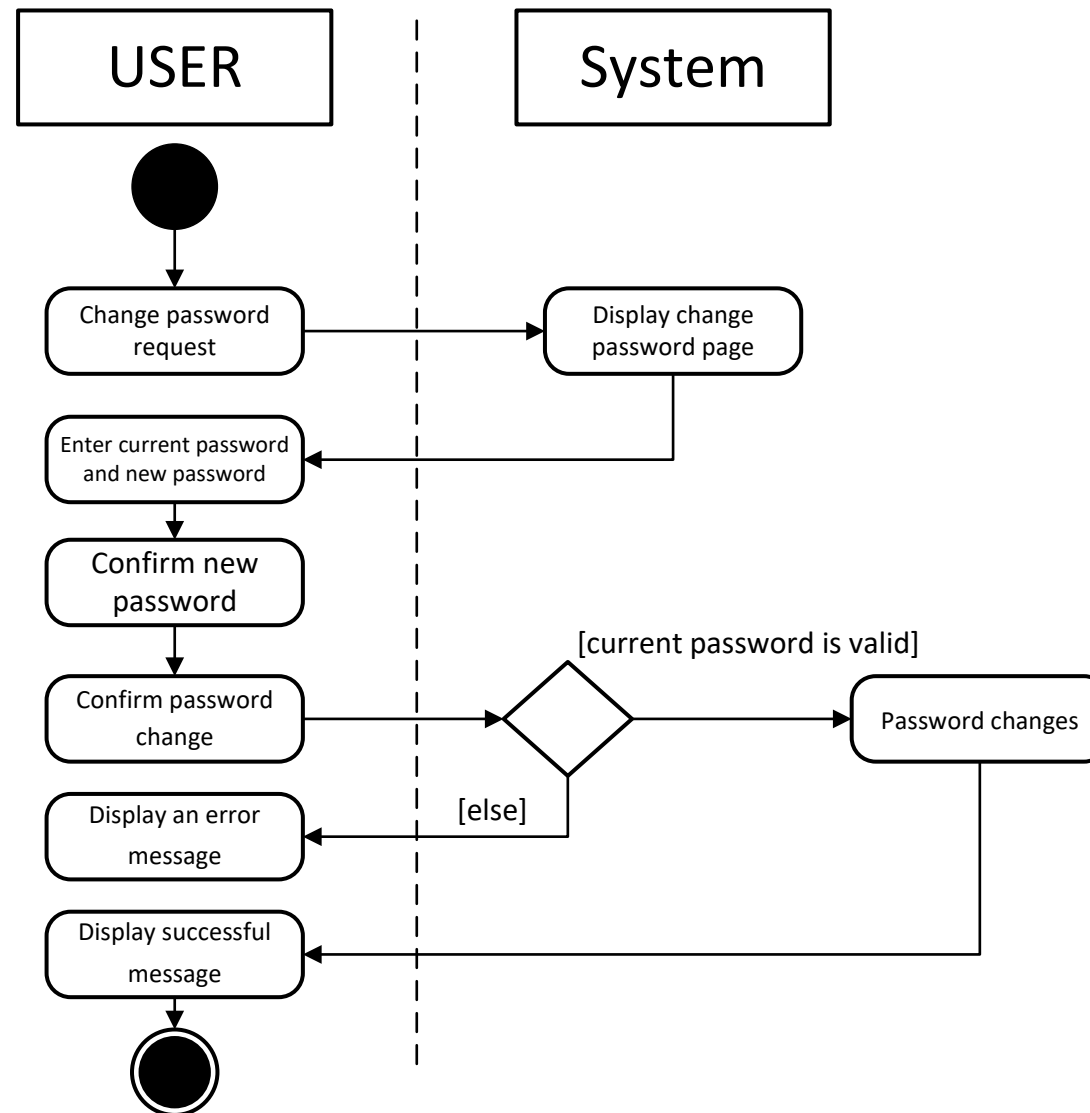 USER
System
Change password
request
Display change
password page
Enter current password
and new password
Confirm new
password
[current password is valid]
Confirm password
change
Password changes
[else]
Display an error
message
Display successful
message